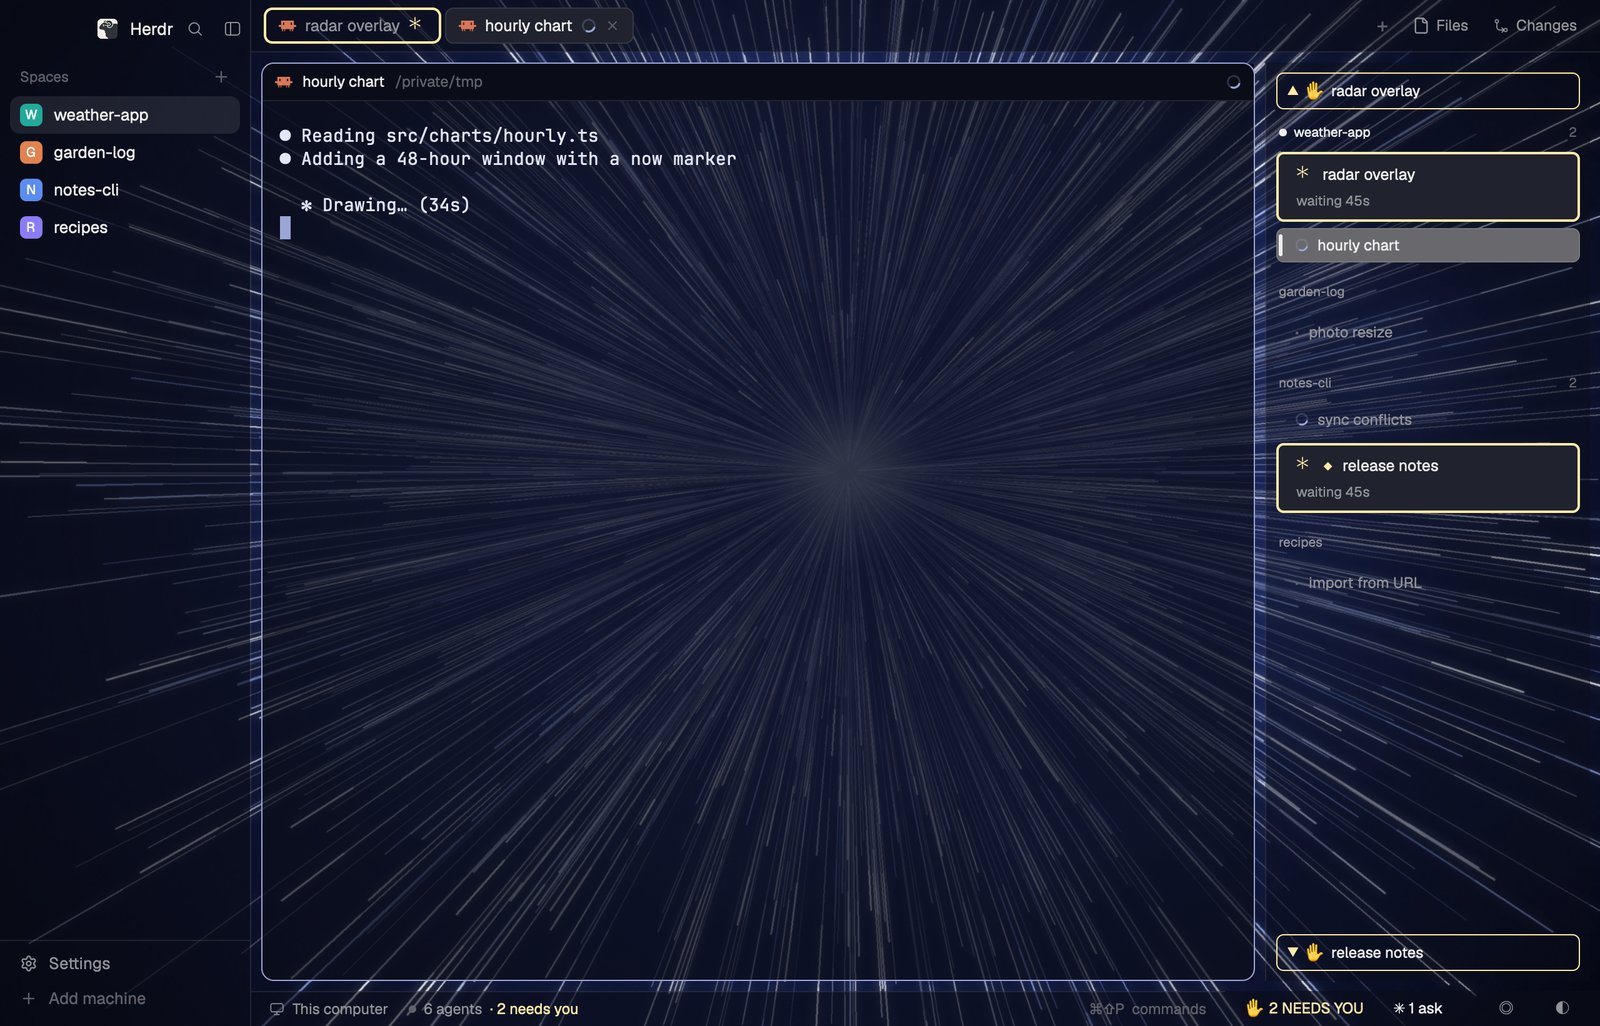 Herdr
radar overlay
hourly chart
Files
Changes
Spaces
W weather-app
G garden-log
N notes-cli
R recipes
Settings
Add machine
hourly chart /private/tmp
● Reading src/charts/hourly.ts
● Adding a 48-hour window with a now marker
✻ Drawing… (34s)
▲ ✋ radar overlay
● weather-app 2
radar overlay
waiting 45s
hourly chart
garden-log
· photo resize
notes-cli 2
sync conflicts
◆ release notes
waiting 45s
recipes
· import from URL
▼ ✋ release notes
This computer
6 agents · 2 needs you
⌘⇧P commands
✋ 2 NEEDS YOU
✳ 1 ask